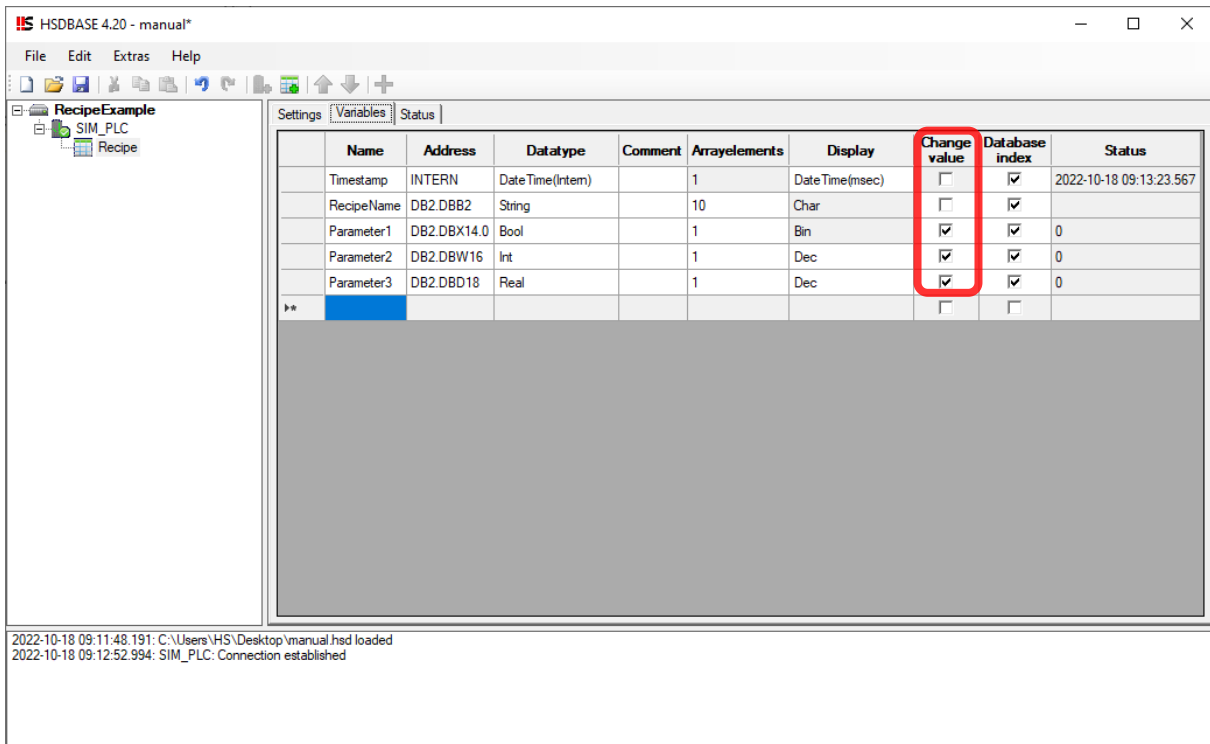 HSDBASE 4.20 - manual*
File Edit Extras Help
RecipeExample
SIM_PLC
Recipe
Settings Variables Status
Name Address Datatype Comment Arrayelements Display Change value Database index Status
Timestamp INTERN DateTime(Intern) 1 DateTime(msec) 2022-10-18 09:13:23.567
RecipeName DB2.DBB2 String 10 Char
Parameter1 DB2.DBX14.0 Bool 1 Bin 0
Parameter2 DB2.DBW16 Int 1 Dec 0
Parameter3 DB2.DBD18 Real 1 Dec 0
2022-10-18 09:11:48.191: C:\Users\HS\Desktop\manual.hsd loaded
2022-10-18 09:12:52.994: SIM_PLC: Connection established